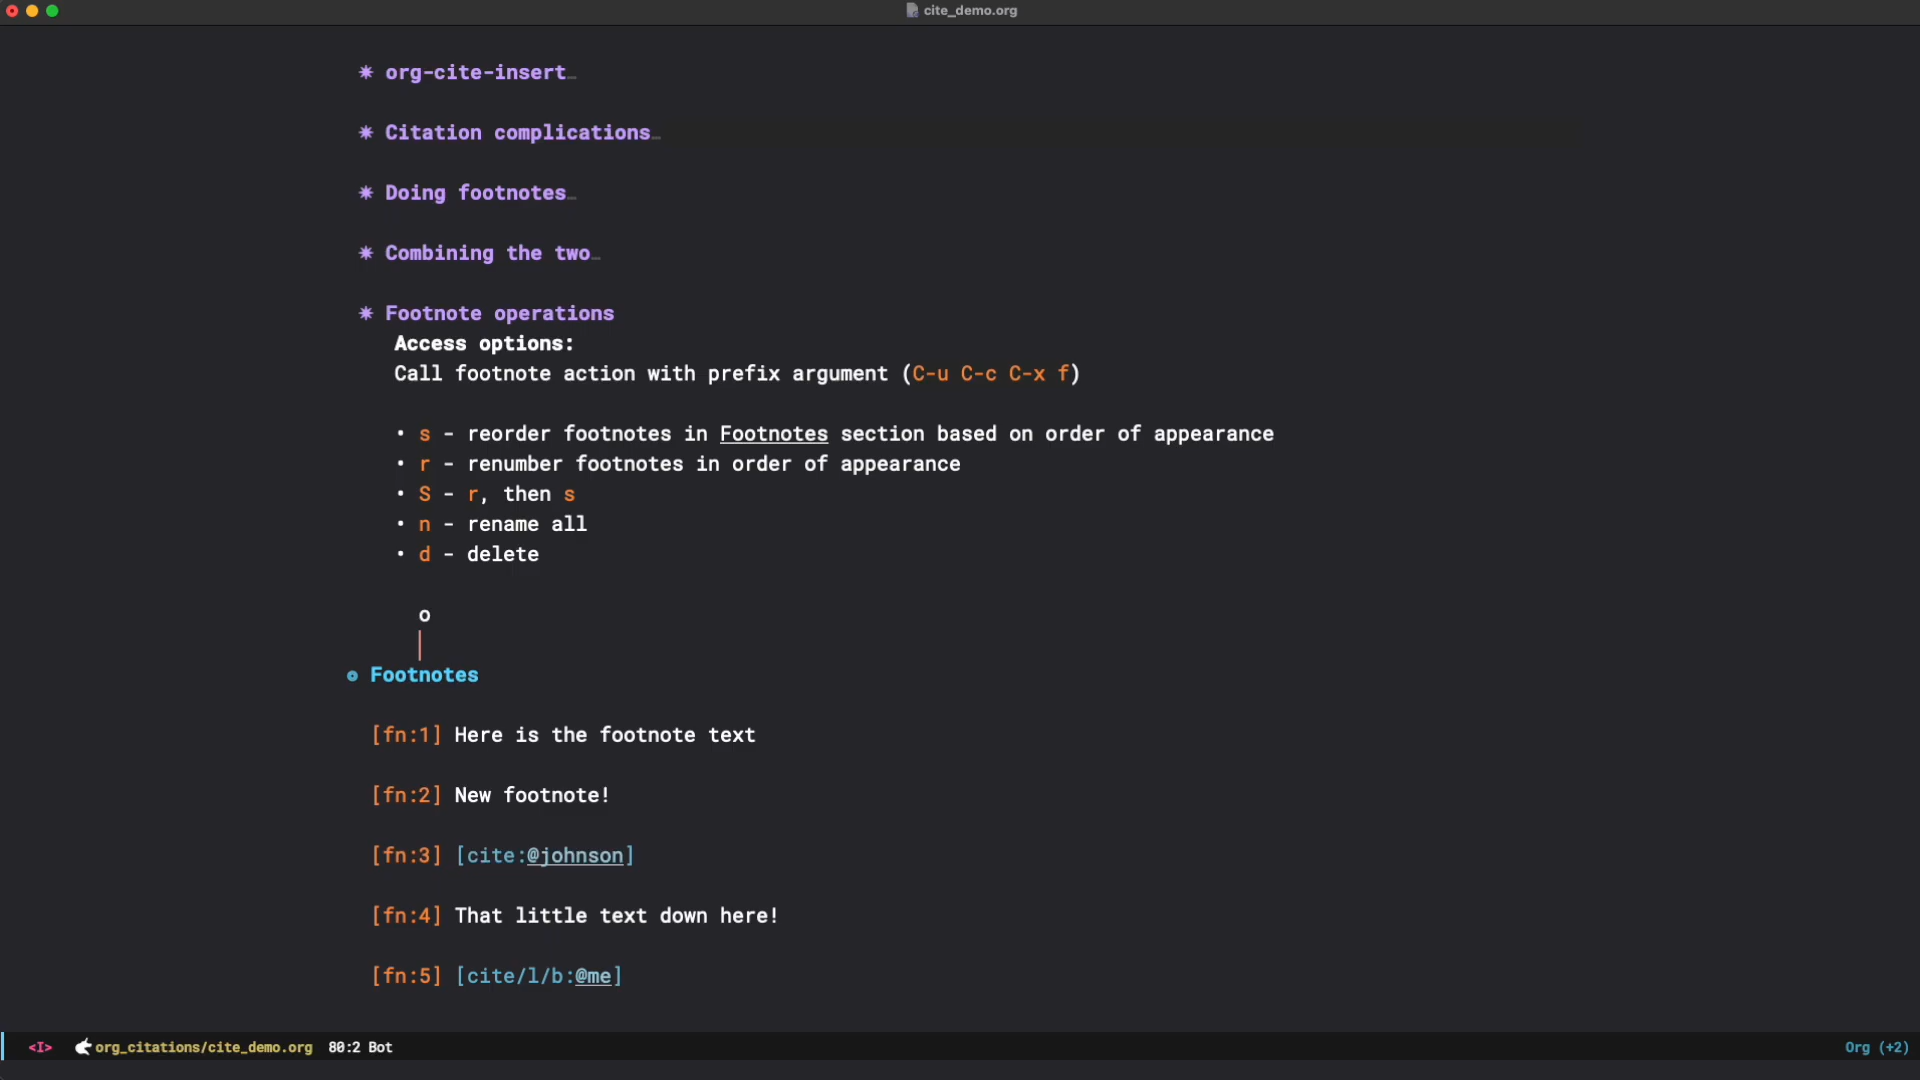 cite_demo.org
✷ org-cite-insert…
✷ Citation complications…
✷ Doing footnotes…
✷ Combining the two…
✷ Footnote operations
Access options:
Call footnote action with prefix argument (C-u C-c C-x f)
• s - reorder footnotes in Footnotes section based on order of appearance
• r - renumber footnotes in order of appearance
• S - r, then s
• n - rename all
• d - delete
o
Footnotes
[fn:1] Here is the footnote text
[fn:2] New footnote!
[fn:3] [cite:@johnson]
[fn:4] That little text down here!
[fn:5] [cite/l/b:@me]
<I> org_citations/cite_demo.org 80:2 Bot Org (+2)